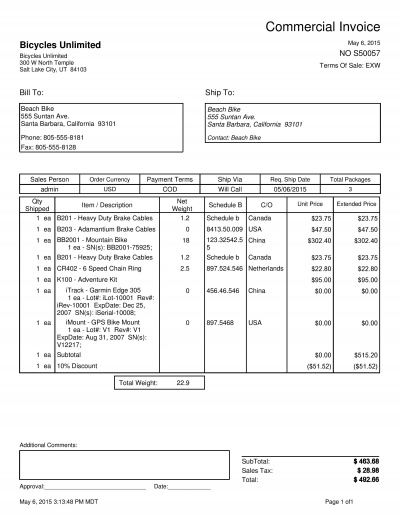 Commercial Invoice
May 6, 2015
NO S50057
Terms Of Sale: EXW
Bicycles Unlimited
Bicycles Unlimited
300 W North Temple
Salt Lake City, UT 84103
Bill To:
Beach Bike
555 Suntan Ave.
Santa Barbara, California 93101
Phone: 805-555-8181
Fax: 805-555-8128
Ship To:
Beach Bike
555 Suntan Ave.
Santa Barbara, California 93101
Contact: Beach Bike
Sales Person Order Currency Payment Terms Ship Via Req. Ship Date Total Packages
admin USD COD Will Call 05/06/2015 3
Qty Shipped Item / Description Net Weight Schedule B C/O Unit Price Extended Price
1 ea B201 - Heavy Duty Brake Cables 1.2 Schedule b Canada $23.75 $23.75
1 ea B203 - Adamantium Brake Cables 0 8413.50.009 USA $47.50 $47.50
1 ea BB2001 - Mountain Bike 18 123.32542.5 China $302.40 $302.40
1 ea - SN(s): BB2001-75925;
1 ea B201 - Heavy Duty Brake Cables 1.2 Schedule b Canada $23.75 $23.75
1 ea CR402 - 6 Speed Chain Ring 2.5 897.524.546 Netherlands $22.80 $22.80
1 ea K100 - Adventure Kit $95.00 $95.00
1 ea iTrack - Garmin Edge 305 0 456.46.546 China $0.00 $0.00
1 ea - Lot#: iLot-10001 Rev#:
iRev-10001 ExpDate: Dec 25,
2007 SN(s): iSerial-10008;
1 ea iMount - GPS Bike Mount 0 897.5468 USA $0.00 $0.00
1 ea - Lot#: V1 Rev#: V1
ExpDate: Aug 31, 2007 SN(s):
V12217;
1 ea Subtotal $0.00 $515.20
1 ea 10% Discount ($51.52) ($51.52)
Total Weight: 22.9
Additional Comments:
SubTotal: $ 463.68
Sales Tax: $ 28.98
Total: $ 492.66
Approval: Date:
May 6, 2015 3:13:48 PM MDT
Page 1 of1